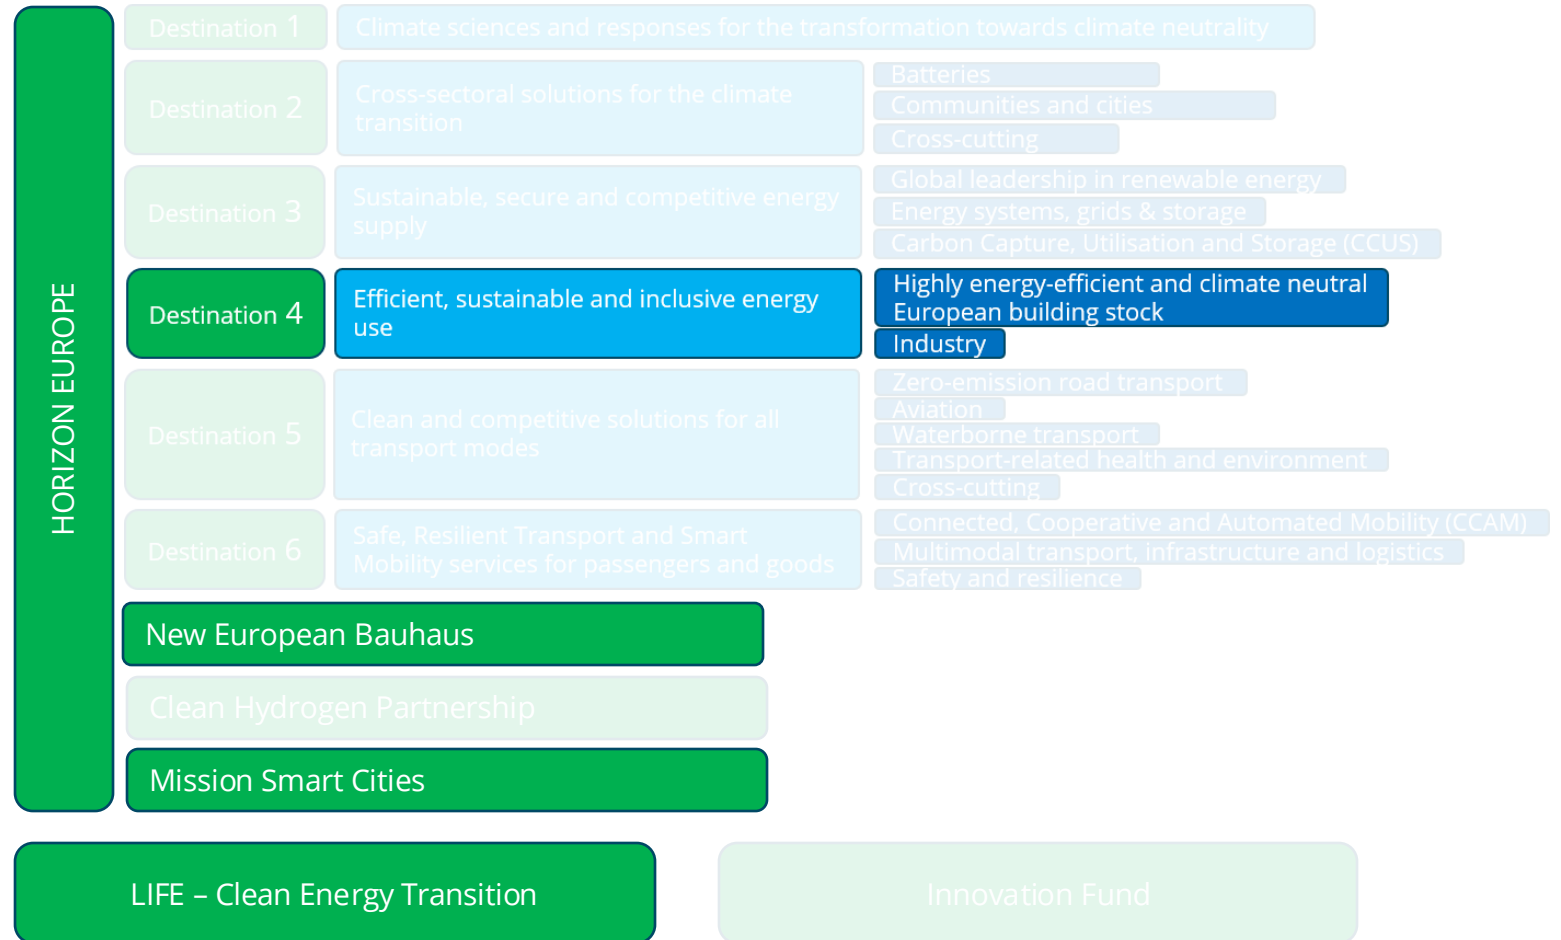 HORIZON EUROPE
Destination 1
Climate sciences and responses for the transformation towards climate neutrality
Destination 2
Cross-sectoral solutions for the climate
transition
Batteries
Communities and cities
Cross-cutting
Destination 3
Sustainable, secure and competitive energy
supply
Global leadership in renewable energy
Energy systems, grids & storage
Carbon Capture, Utilisation and Storage (CCUS)
Destination 4
Efficient, sustainable and inclusive energy
use
Highly energy-efficient and climate neutral
European building stock
Industry
Destination 5
Clean and competitive solutions for all
transport modes
Zero-emission road transport
Aviation
Waterborne transport
Transport-related health and environment
Cross-cutting
Destination 6
Safe, Resilient Transport and Smart
Mobility services for passengers and goods
Connected, Cooperative and Automated Mobility (CCAM)
Multimodal transport, infrastructure and logistics
Safety and resilience
New European Bauhaus
Clean Hydrogen Partnership
Mission Smart Cities
LIFE – Clean Energy Transition
Innovation Fund